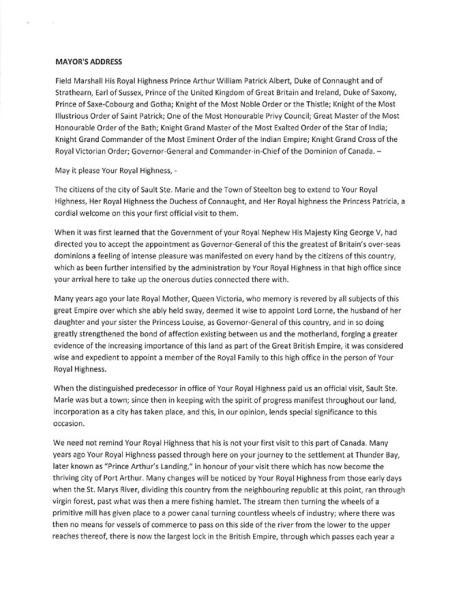 MAYOR'S ADDRESS
Field Marshall His Royal Highness Prince Arthur William Patrick Albert, Duke of Connaught and of
Strathearn, Earl of Sussex, Prince of the United Kingdom of Great Britain and Ireland, Duke of Saxony,
Prince of Saxe-Cobourg and Gotha; Knight of the Most Noble Order or the Thistle; Knight of the Most
Illustrious Order of Saint Patrick; One of the Most Honourable Privy Council; Great Master of the Most
Honourable Order of the Bath; Knight Grand Master of the Most Exalted Order of the Star of India;
Knight Grand Commander of the Most Eminent Order of the Indian Empire; Knight Grand Cross of the
Royal Victorian Order; Governor-General and Commander-in-Chief of the Dominion of Canada. –
May it please Your Royal Highness, -
The citizens of the city of Sault Ste. Marie and the Town of Steelton beg to extend to Your Royal
Highness, Her Royal Highness the Duchess of Connaught, and Her Royal highness the Princess Patricia, a
cordial welcome on this your first official visit to them.
When it was first learned that the Government of your Royal Nephew His Majesty King George V, had
directed you to accept the appointment as Governor-General of this the greatest of Britain's over-seas
dominions a feeling of intense pleasure was manifested on every hand by the citizens of this country,
which as been further intensified by the administration by Your Royal Highness in that high office since
your arrival here to take up the onerous duties connected there with.
Many years ago your late Royal Mother, Queen Victoria, who memory is revered by all subjects of this
great Empire over which she ably held sway, deemed it wise to appoint Lord Lorne, the husband of her
daughter and your sister the Princess Louise, as Governor-General of this country, and in so doing
greatly strengthened the bond of affection existing between us and the motherland, forging a greater
evidence of the increasing importance of this land as part of the Great British Empire, it was considered
wise and expedient to appoint a member of the Royal Family to this high office in the person of Your
Royal Highness.
When the distinguished predecessor in office of Your Royal Highness paid us an official visit, Sault Ste.
Marie was but a town; since then in keeping with the spirit of progress manifest throughout our land,
incorporation as a city has taken place, and this, in our opinion, lends special significance to this
occasion.
We need not remind Your Royal Highness that his is not your first visit to this part of Canada. Many
years ago Your Royal Highness passed through here on your journey to the settlement at Thunder Bay,
later known as "Prince Arthur's Landing," in honour of your visit there which has now become the
thriving city of Port Arthur. Many changes will be noticed by Your Royal Highness from those early days
when the St. Marys River, dividing this country from the neighbouring republic at this point, ran through
virgin forest, past what was then a mere fishing hamlet. The stream then turning the wheels of a
primitive mill has given place to a power canal turning countless wheels of industry; where there was
then no means for vessels of commerce to pass on this side of the river from the lower to the upper
reaches thereof, there is now the largest lock in the British Empire, through which passes each year a